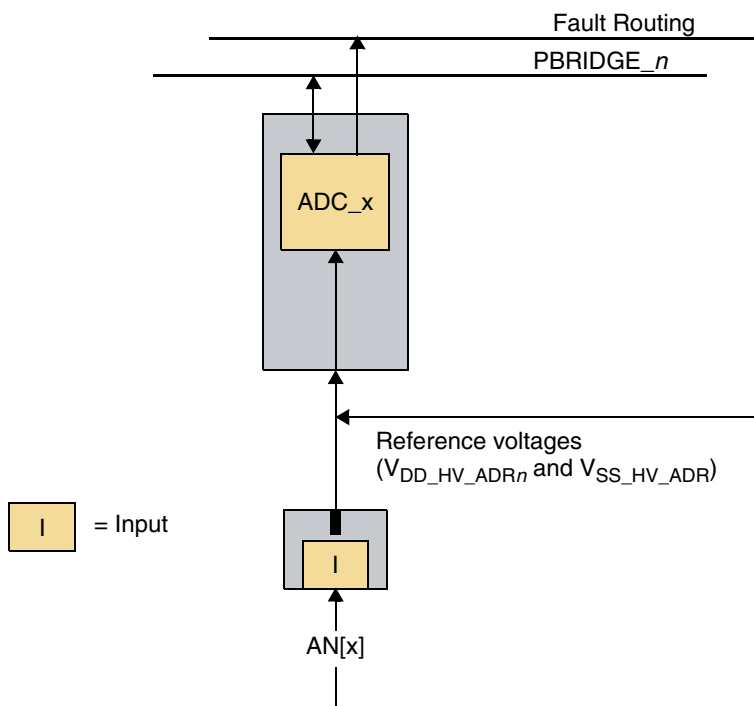 Fault Routing
PBRIDGE_n
ADC_x
Reference voltages
(VDD_HV_ADRn and VSS_HV_ADR)
I = Input
I
AN[x]